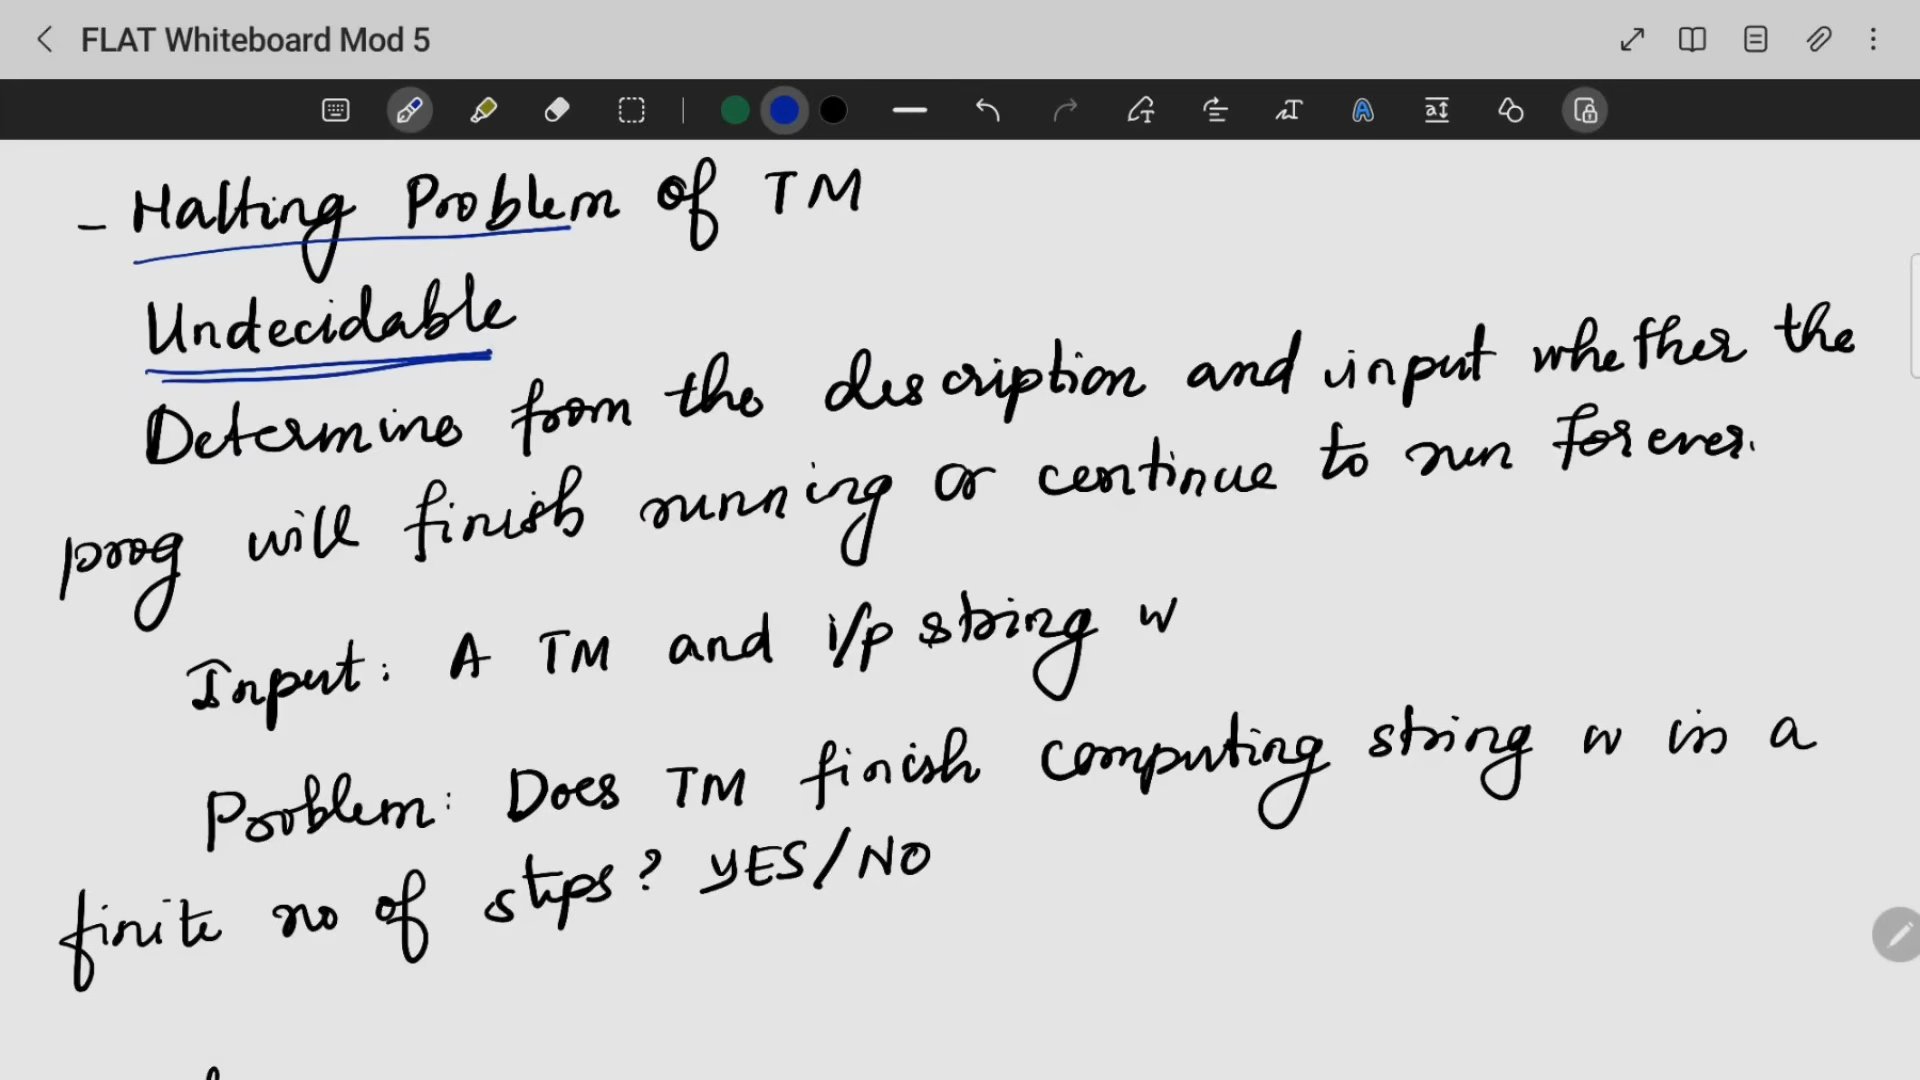 FLAT Whiteboard Mod 5
- Halting Problem of TM
Undecidable
Determine from the description and input whether the
prog will finish running or continue to run forever.
Input: A TM and i/p string w
Problem: Does TM finish computing string w in a
finite no of steps? YES/NO